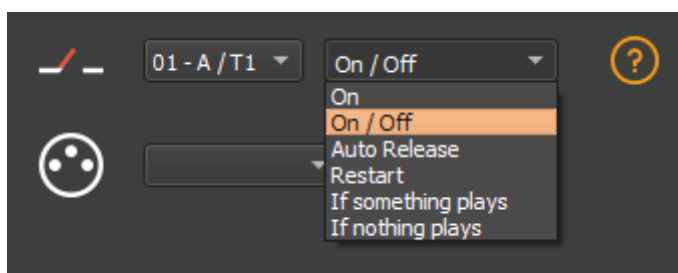 01 - A / T1
On / Off
?
On
On / Off
Auto Release
Restart
If something plays
If nothing plays